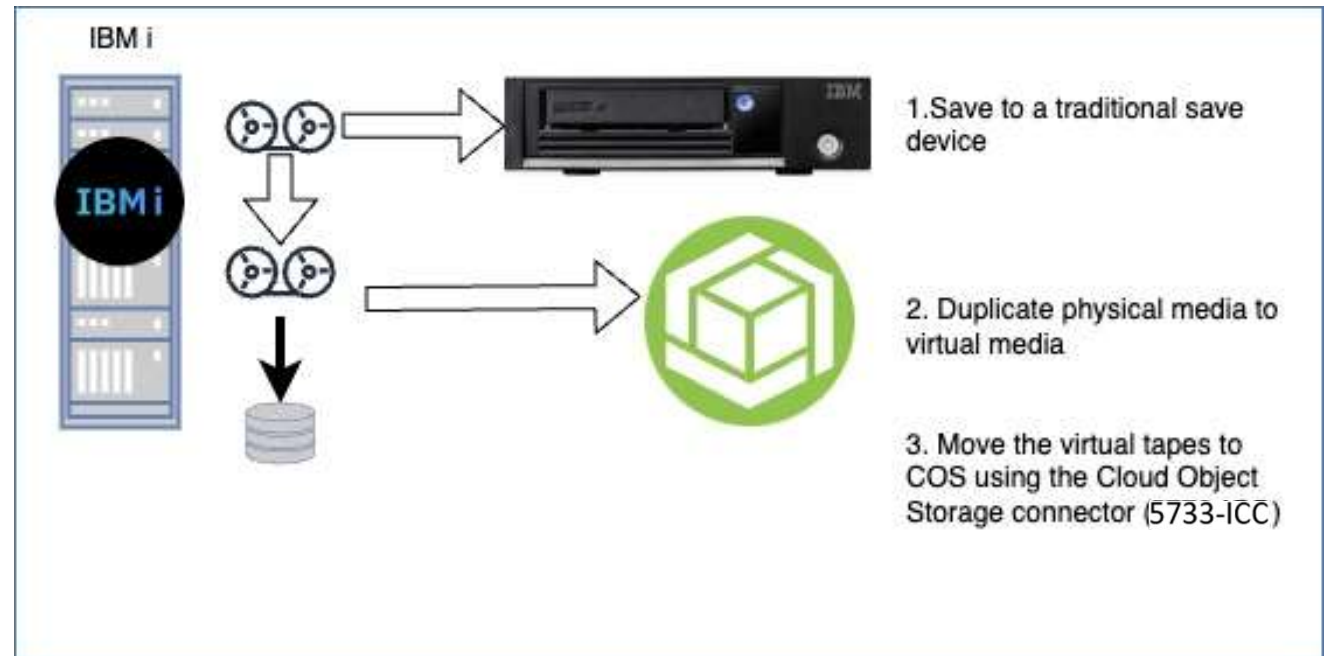 IBM i
IBM i
IBM
1.Save to a traditional save
device
2. Duplicate physical media to
virtual media
3. Move the virtual tapes to
COS using the Cloud Object
Storage connector (5733-ICC)